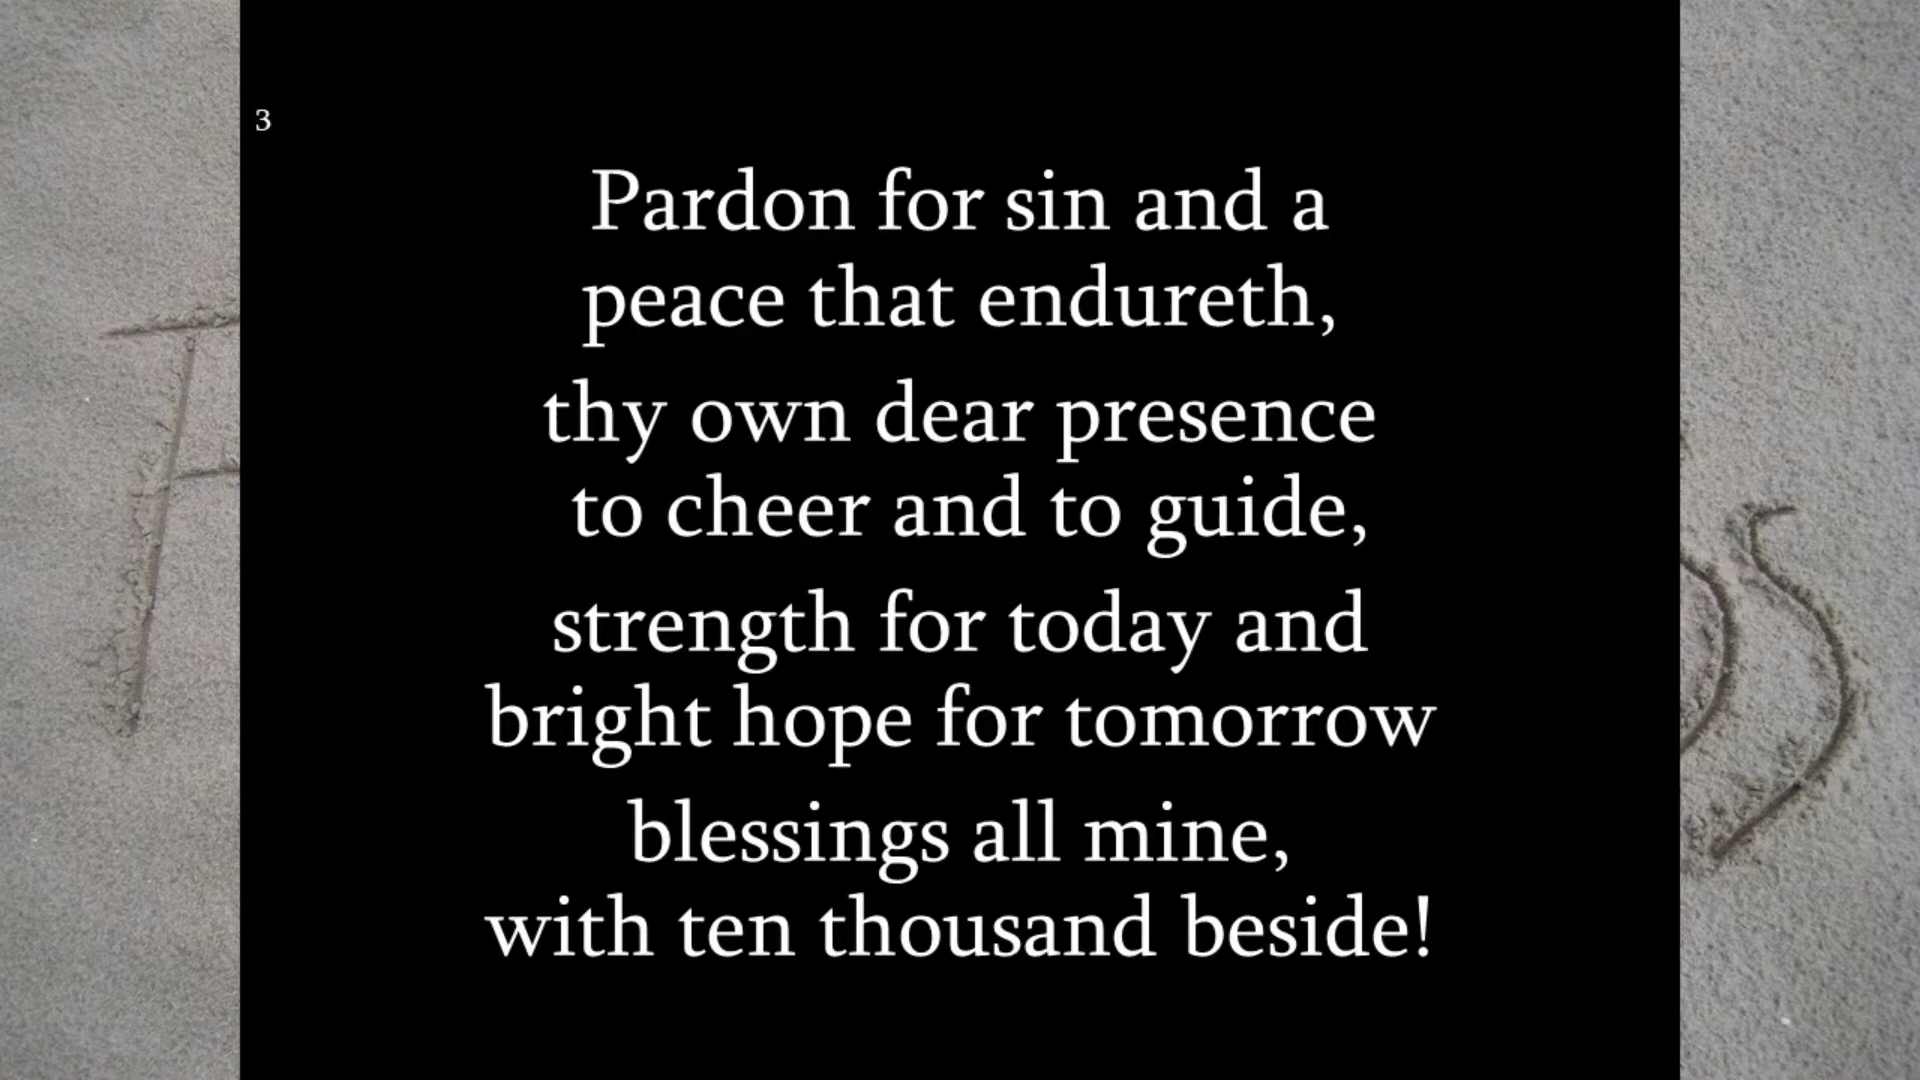 3
Pardon for sin and a
peace that endureth,
thy own dear presence
to cheer and to guide,
strength for today and
bright hope for tomorrow
blessings all mine,
with ten thousand beside!